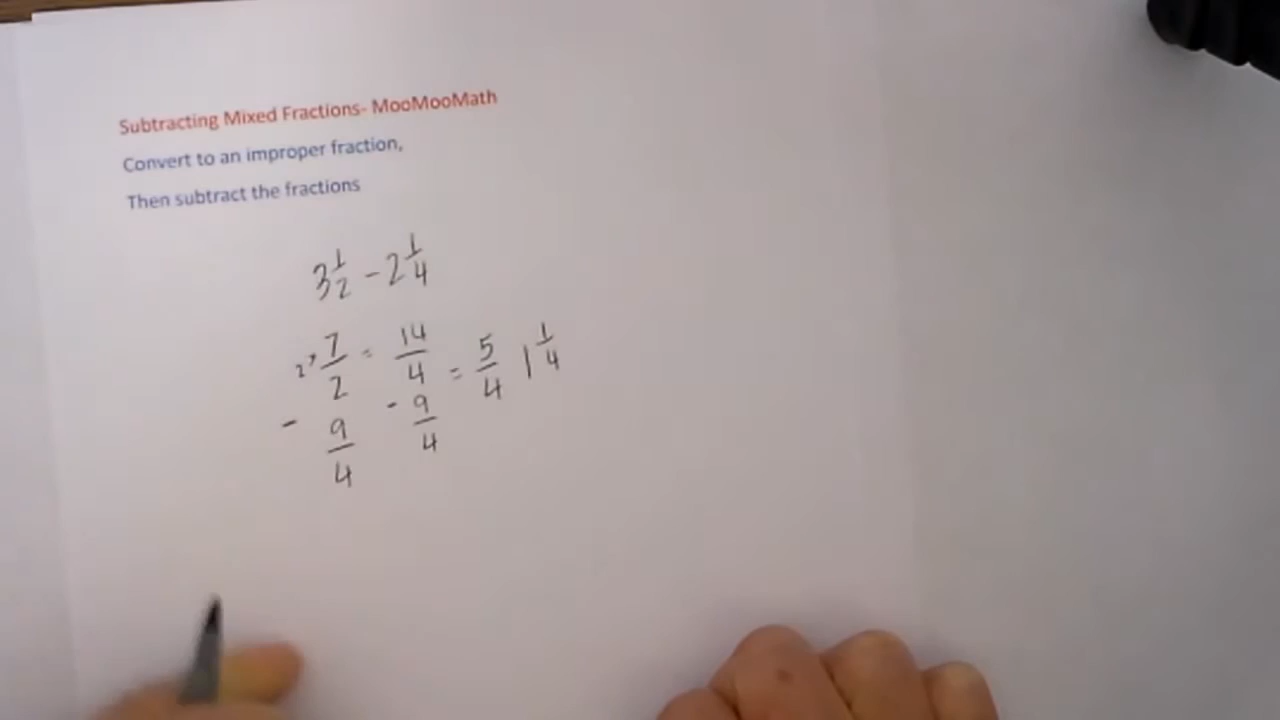 Subtracting Mixed Fractions- MooMooMath
Convert to an improper fraction,
Then subtract the fractions
3 1/2 - 2 1/4
2 7/2 = 14/4 = 5/4 1 1/4
- 9/4 - 9/4